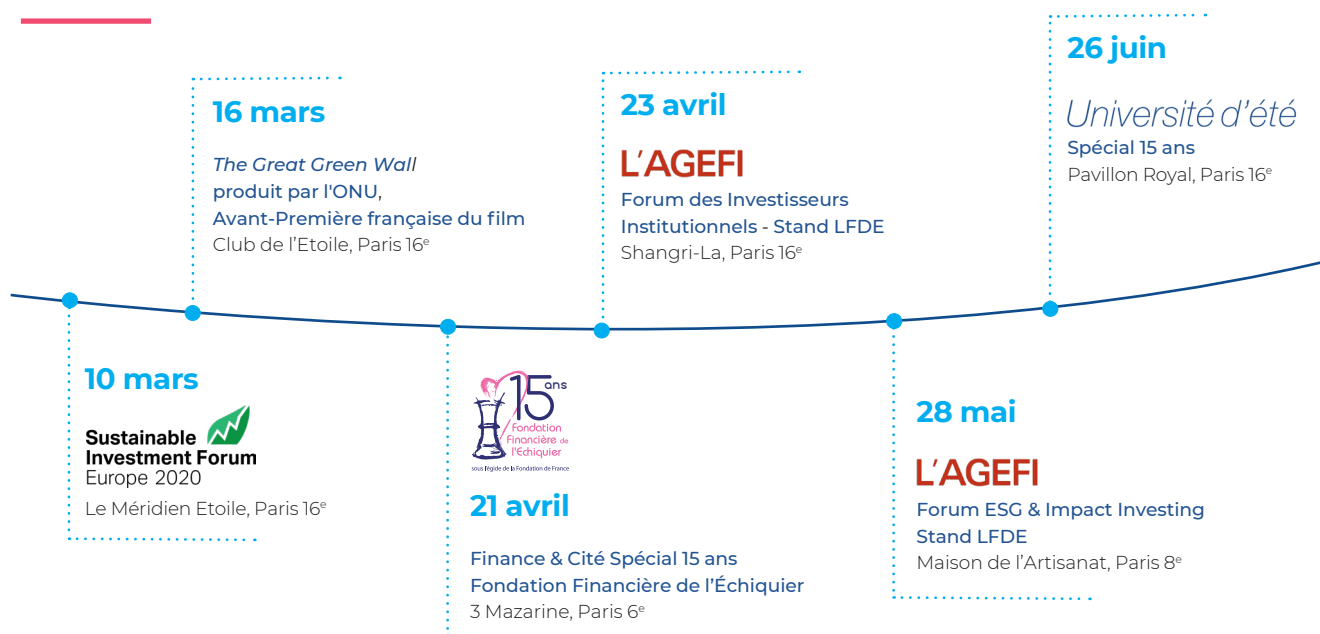 10 mars
Sustainable
Investment Forum
Europe 2020
Le Méridien Etoile, Paris 16e
16 mars
The Great Green Wall
produit par l'ONU,
Avant-Première française du film
Club de l’Etoile, Paris 16e
15 ans
Fondation
Financière de
l'Echiquier
sous l'égide de la Fondation de France
21 avril
Finance & Cité Spécial 15 ans
Fondation Financière de l’Échiquier
3 Mazarine, Paris 6e
23 avril
L’AGEFI
Forum des Investisseurs
Institutionnels - Stand LFDE
Shangri-La, Paris 16e
28 mai
L’AGEFI
Forum ESG & Impact Investing
Stand LFDE
Maison de l’Artisanat, Paris 8e
26 juin
Université d’été
Spécial 15 ans
Pavillon Royal, Paris 16e